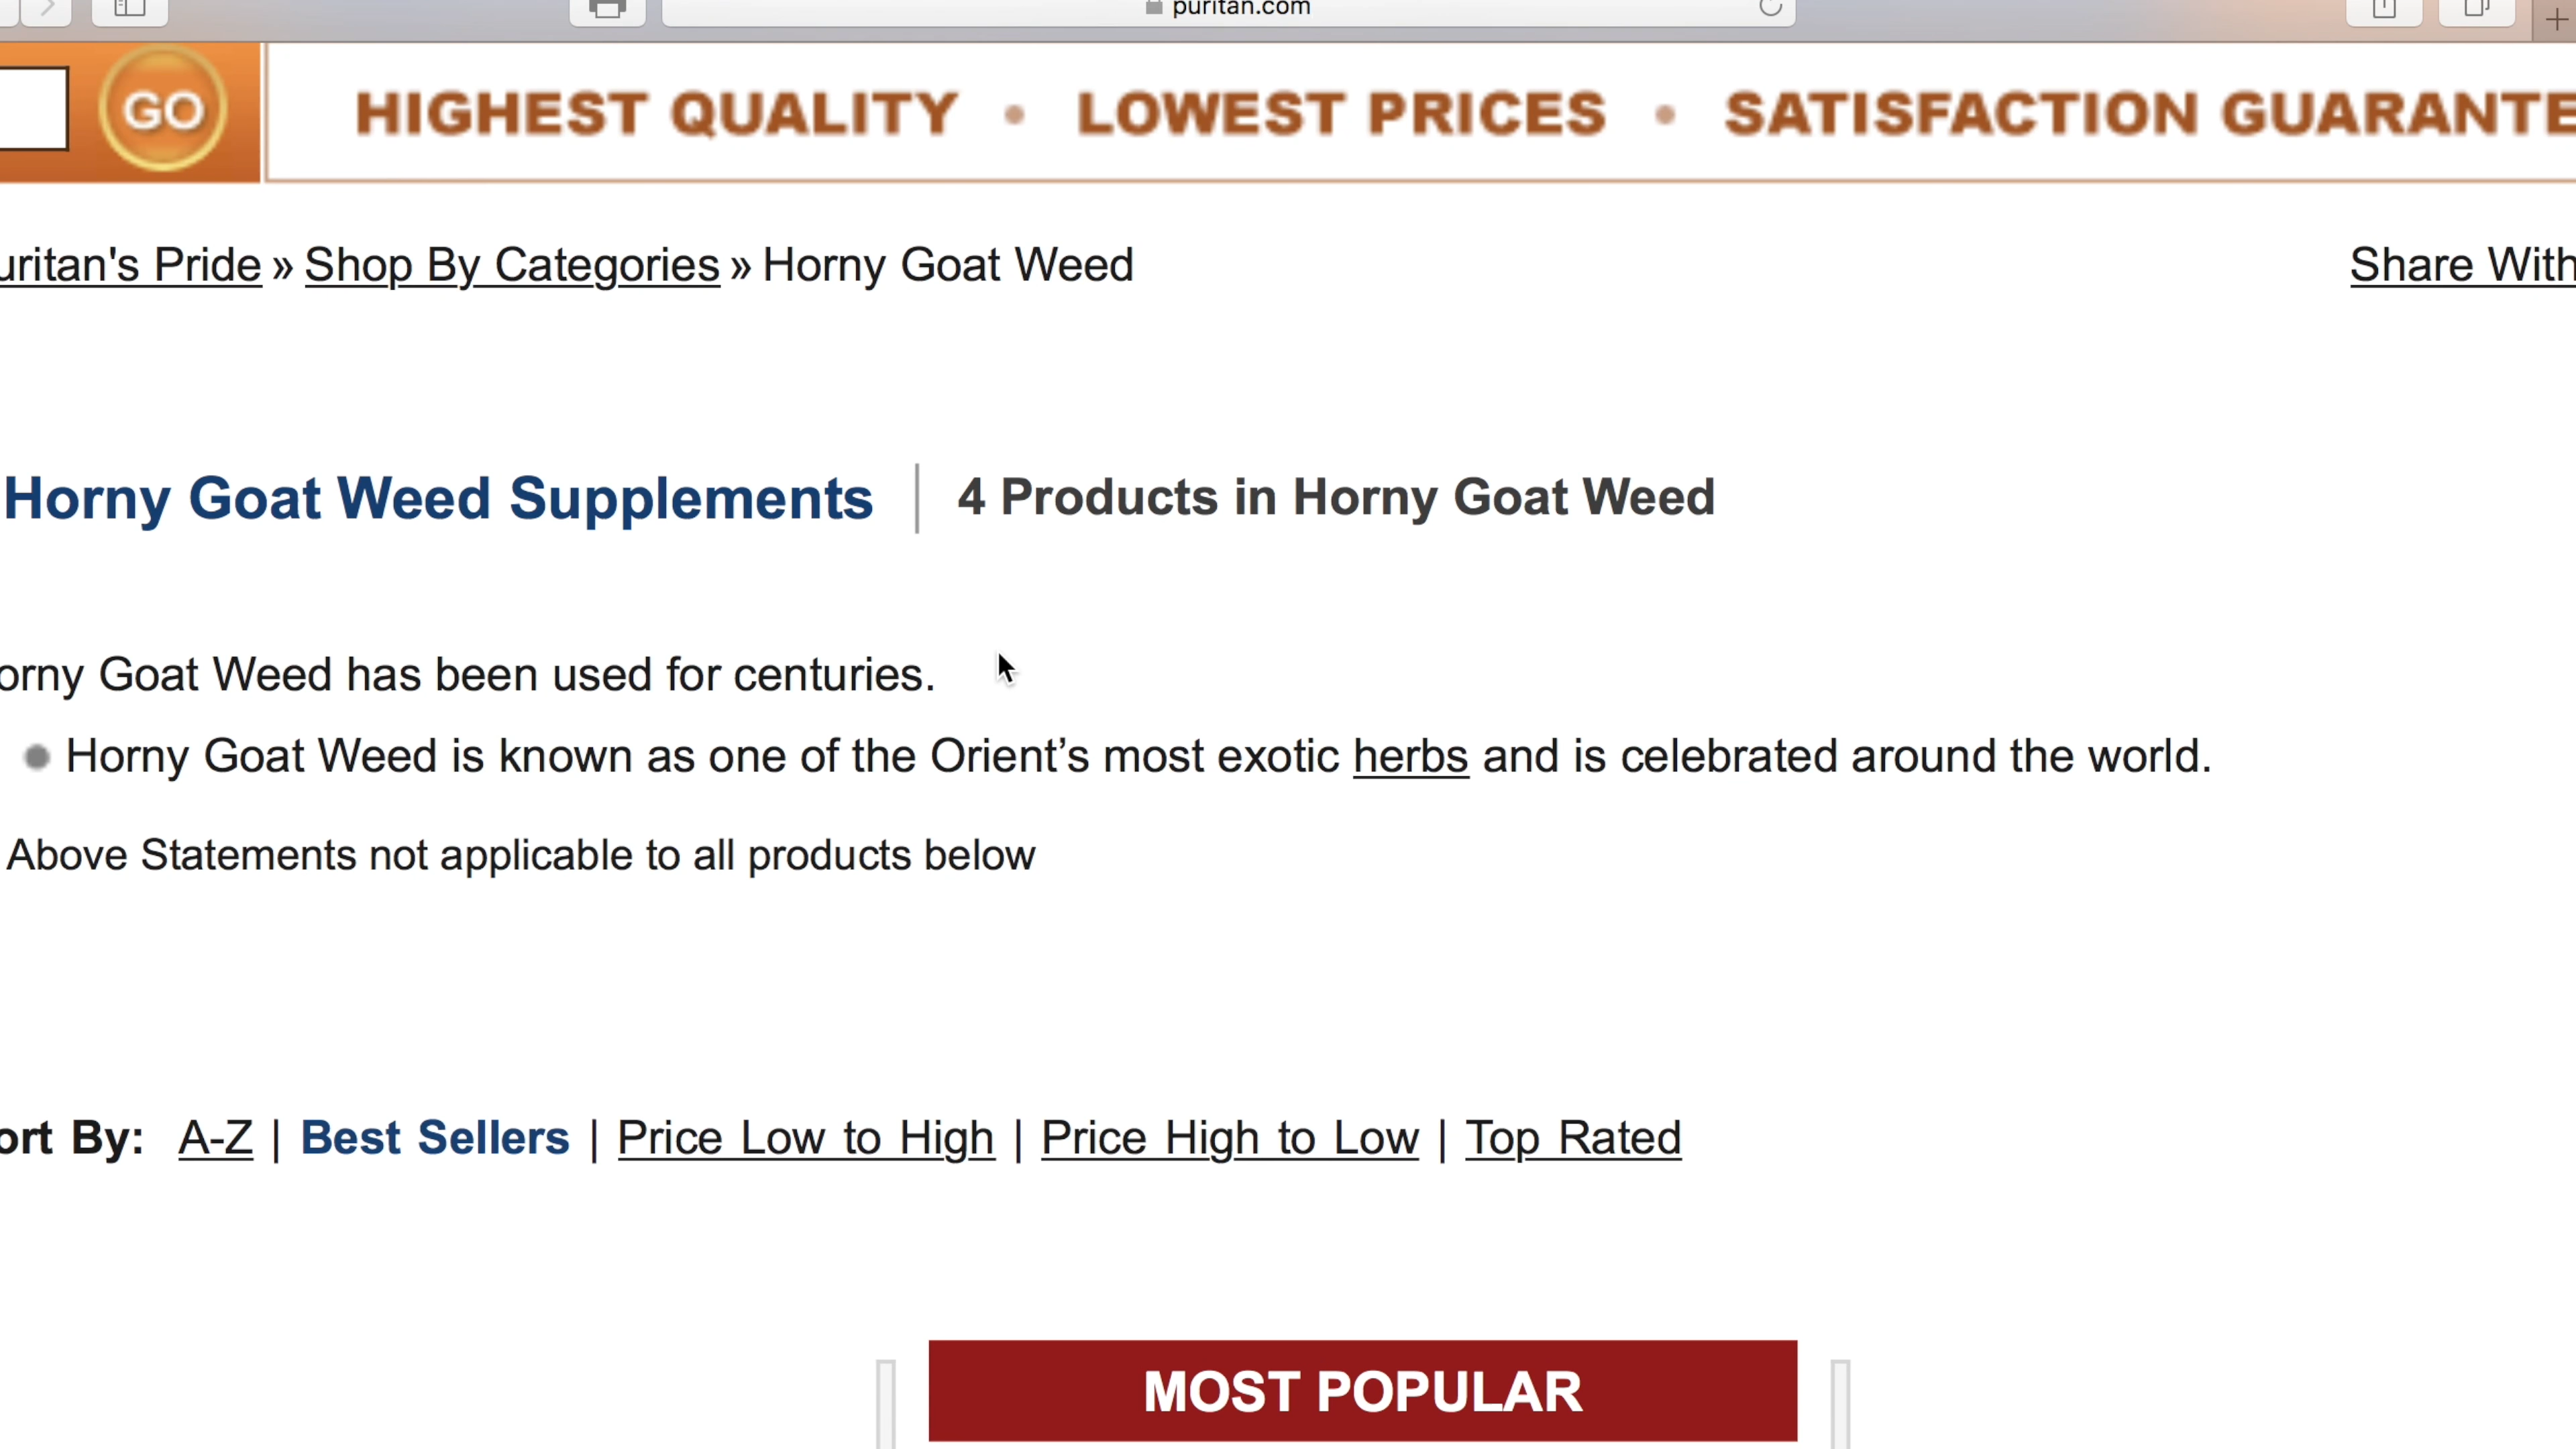 puritan.com
GO
HIGHEST QUALITY • LOWEST PRICES • SATISFACTION GUARANTE
uritan's Pride » Shop By Categories » Horny Goat Weed
Share With
Horny Goat Weed Supplements | 4 Products in Horny Goat Weed
orny Goat Weed has been used for centuries.
• Horny Goat Weed is known as one of the Orient’s most exotic herbs and is celebrated around the world.
Above Statements not applicable to all products below
ort By: A-Z | Best Sellers | Price Low to High | Price High to Low | Top Rated
MOST POPULAR